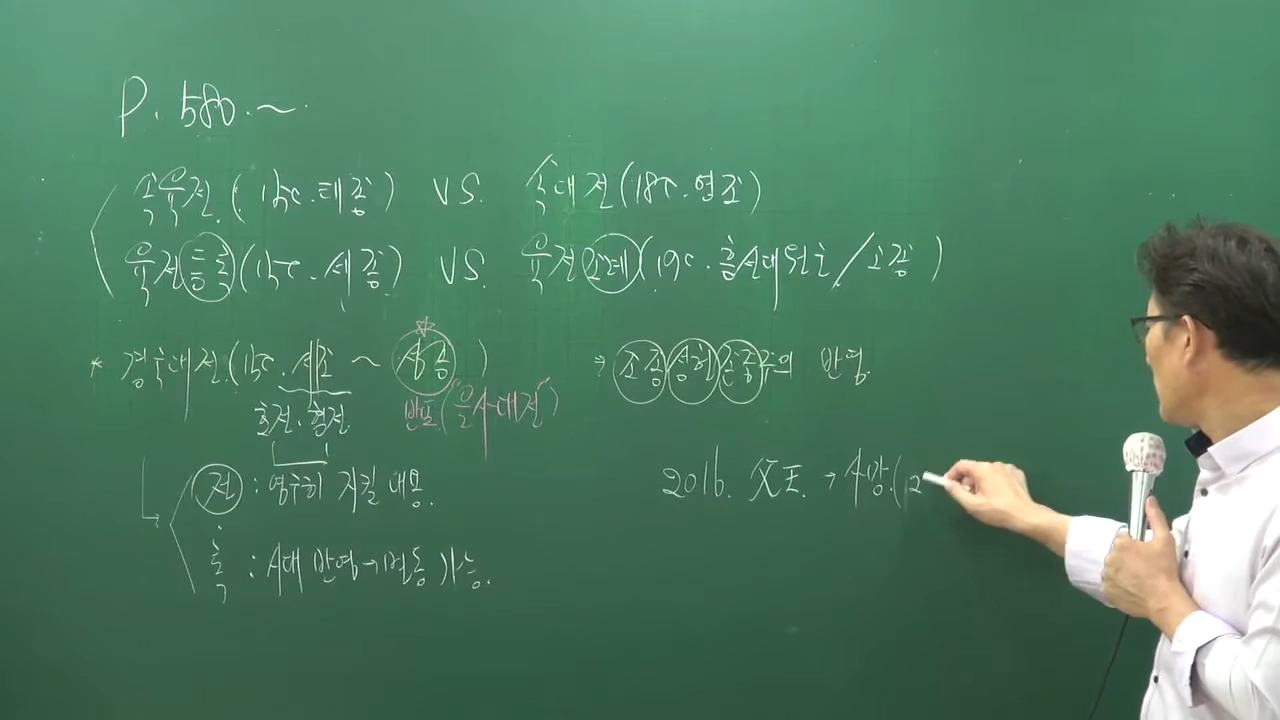 P. 580. ~.
속육전. (15c. 태종) VS. 속대전 (18c. 영조)
육전등록 (15c. 세종) VS. 육전조례 (19c. 흥선대원군 / 고종)
* 경국대전. (15c. 세조 ~ 성종)
호전. 형전. 반포. ("을사대전")
→ 조종성헌존중주의 반영.
전 : 영구히 지킬 내용.
록 : 시대 반영 → 변동 가능.
2016. → 사망. (12